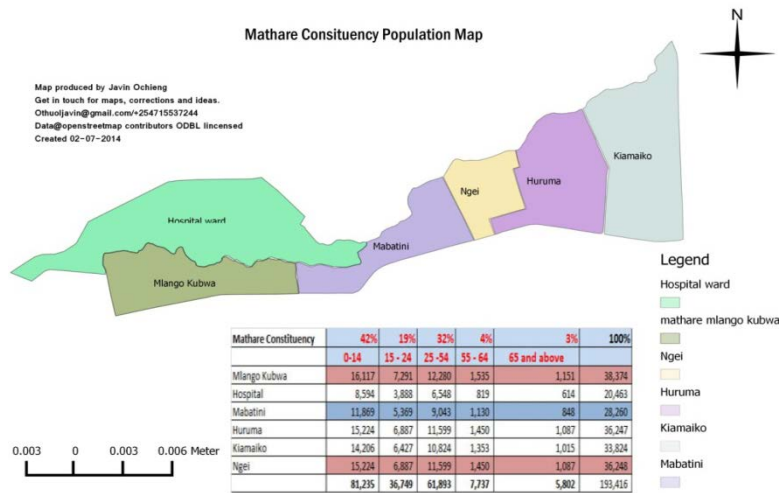 Mathare Consituency Population Map
N
Map produced by Javin Ochieng
Get in touch for maps, corrections and ideas.
Othuoljavin@gmail.com/+254715537244
Data@openstreetmap contributors ODBL lincensed
Created 02-07-2014
Kiamaiko
Huruma
Ngei
Hospital ward
Mabatini
Mlango Kubwa
Legend
Hospital ward
mathare mlango kubwa
Ngei
Huruma
Kiamaiko
Mabatini
Mathare Constituency 42% 19% 32% 4% 3% 100%
0-14 15 - 24 25 -54 55 - 64 65 and above
Mlango Kubwa 16,117 7,291 12,280 1,535 1,151 38,374
Hospital 8,594 3,888 6,548 819 614 20,463
Mabatini 11,869 5,369 9,043 1,130 848 28,260
Huruma 15,224 6,887 11,599 1,450 1,087 36,247
Kiamaiko 14,206 6,427 10,824 1,353 1,015 33,824
Ngei 15,224 6,887 11,599 1,450 1,087 36,248
81,235 36,749 61,893 7,737 5,802 193,416
0.003 0 0.003 0.006 Meter